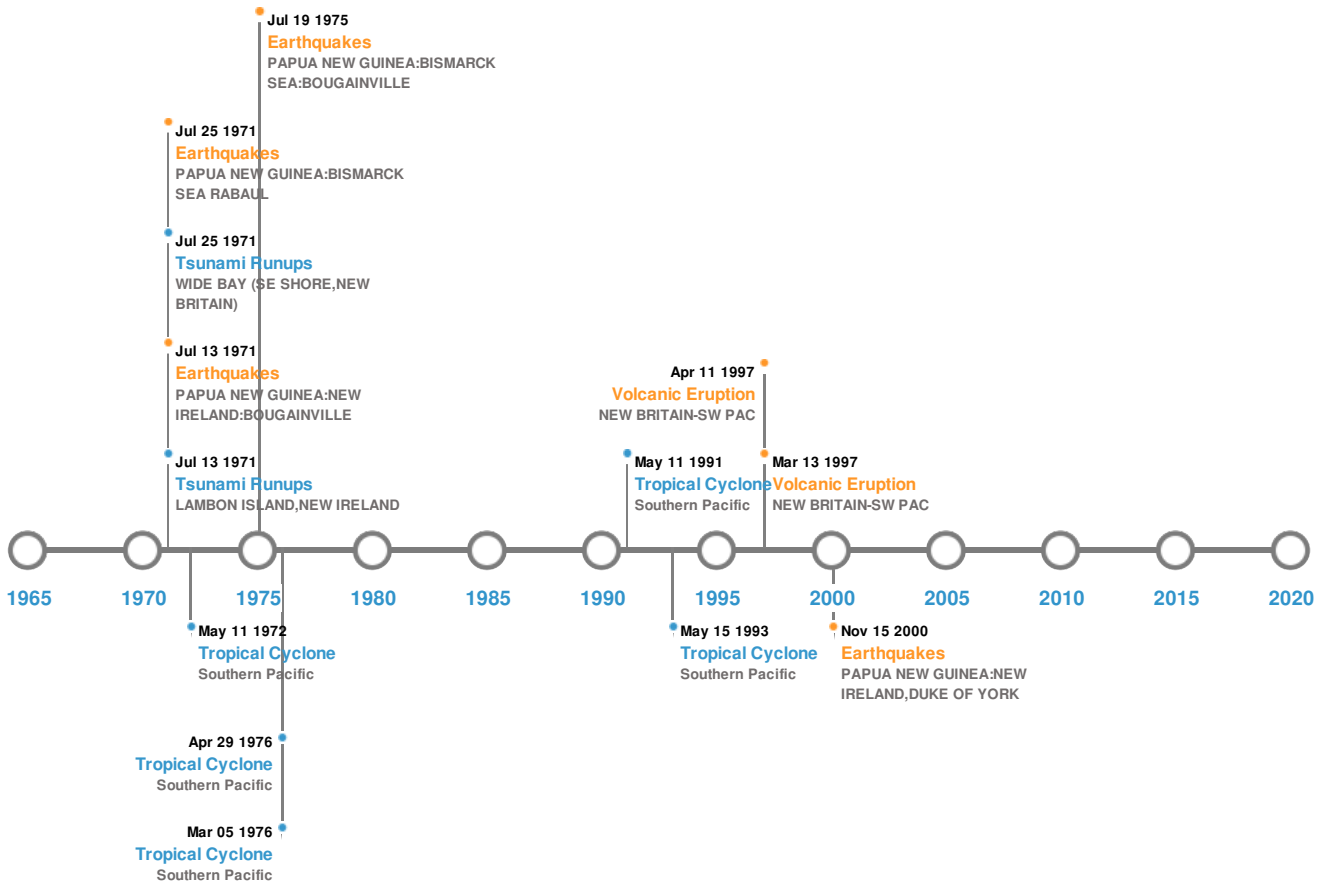 Jul 19 1975
Earthquakes
PAPUA NEW GUINEA:BISMARCK
SEA:BOUGAINVILLE
Jul 25 1971
Earthquakes
PAPUA NEW GUINEA:BISMARCK
SEA RABAUL
Jul 25 1971
Tsunami Runups
WIDE BAY (SE SHORE,NEW
BRITAIN)
Jul 13 1971
Earthquakes
PAPUA NEW GUINEA:NEW
IRELAND:BOUGAINVILLE
Jul 13 1971
Tsunami Runups
LAMBON ISLAND,NEW IRELAND
Apr 11 1997
Volcanic Eruption
NEW BRITAIN-SW PAC
May 11 1991
Tropical Cyclone
Southern Pacific
Mar 13 1997
Volcanic Eruption
NEW BRITAIN-SW PAC
1965 1970 1975 1980 1985 1990 1995 2000 2005 2010 2015 2020
May 11 1972
Tropical Cyclone
Southern Pacific
Apr 29 1976
Tropical Cyclone
Southern Pacific
Mar 05 1976
Tropical Cyclone
Southern Pacific
May 15 1993
Tropical Cyclone
Southern Pacific
Nov 15 2000
Earthquakes
PAPUA NEW GUINEA:NEW
IRELAND,DUKE OF YORK